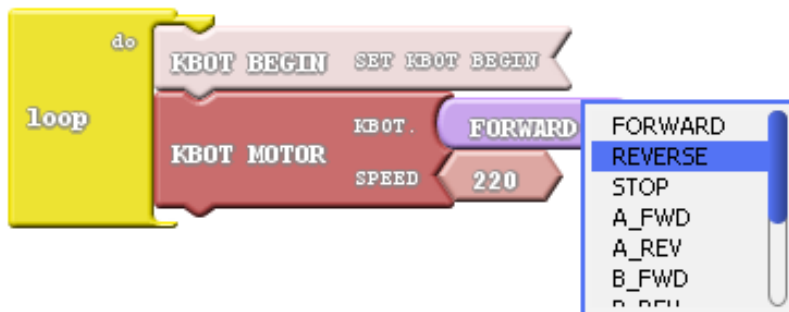 do
loop
KBOT BEGIN SET KBOT BEGIN
KBOT MOTOR
KBOT. FORWARD
SPEED 220
FORWARD
REVERSE
STOP
A_FWD
A_REV
B_FWD